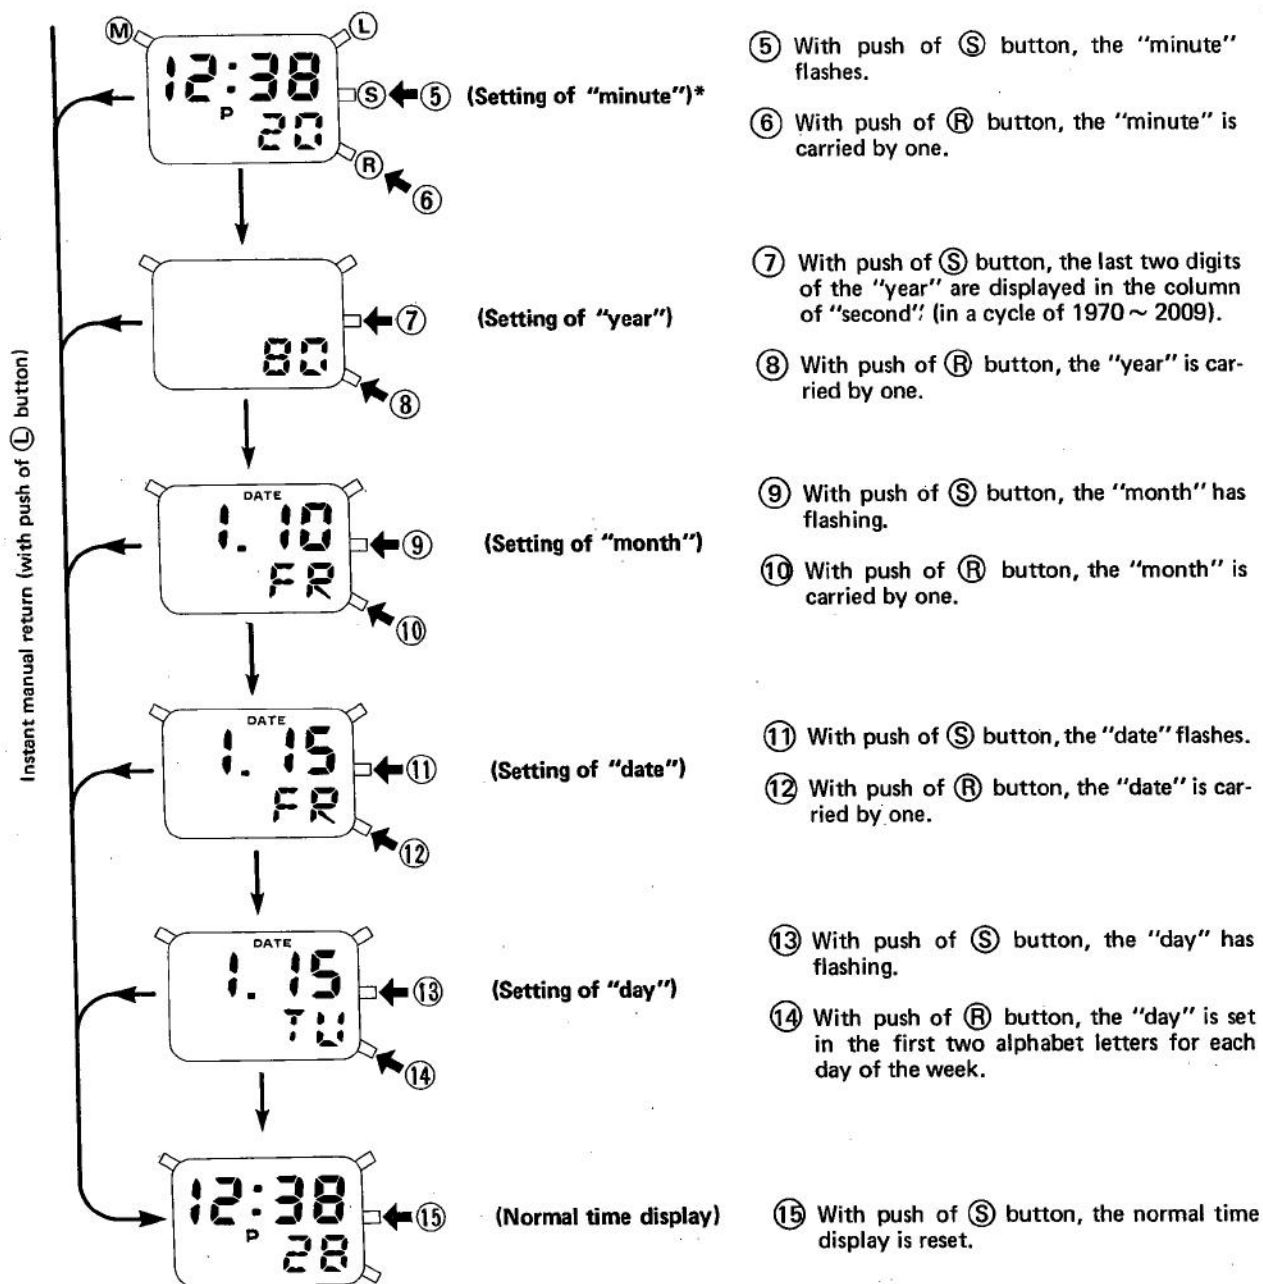 Instant manual return (with push of Ⓛ button)
Ⓜ Ⓛ
12:38
Ⓢ ⑤ (Setting of "minute")*
P 20
Ⓡ
⑥
⑤ With push of Ⓢ button, the "minute"
flashes.
⑥ With push of Ⓡ button, the "minute" is
carried by one.
⑦ (Setting of "year")
80
⑧
⑦ With push of Ⓢ button, the last two digits
of the "year" are displayed in the column
of "second": (in a cycle of 1970 ~ 2009).
⑧ With push of Ⓡ button, the "year" is car-
ried by one.
DATE
1. 10
⑨ (Setting of "month")
FR
⑩
⑨ With push of Ⓢ button, the "month" has
flashing.
⑩ With push of Ⓡ button, the "month" is
carried by one.
DATE
1. 15
⑪ (Setting of "date")
FR
⑫
⑪ With push of Ⓢ button, the "date" flashes.
⑫ With push of Ⓡ button, the "date" is car-
ried by one.
DATE
1. 15
⑬ (Setting of "day")
TU
⑭
⑬ With push of Ⓢ button, the "day" has
flashing.
⑭ With push of Ⓡ button, the "day" is set
in the first two alphabet letters for each
day of the week.
12:38
⑮ (Normal time display)
P 28
⑮ With push of Ⓢ button, the normal time
display is reset.